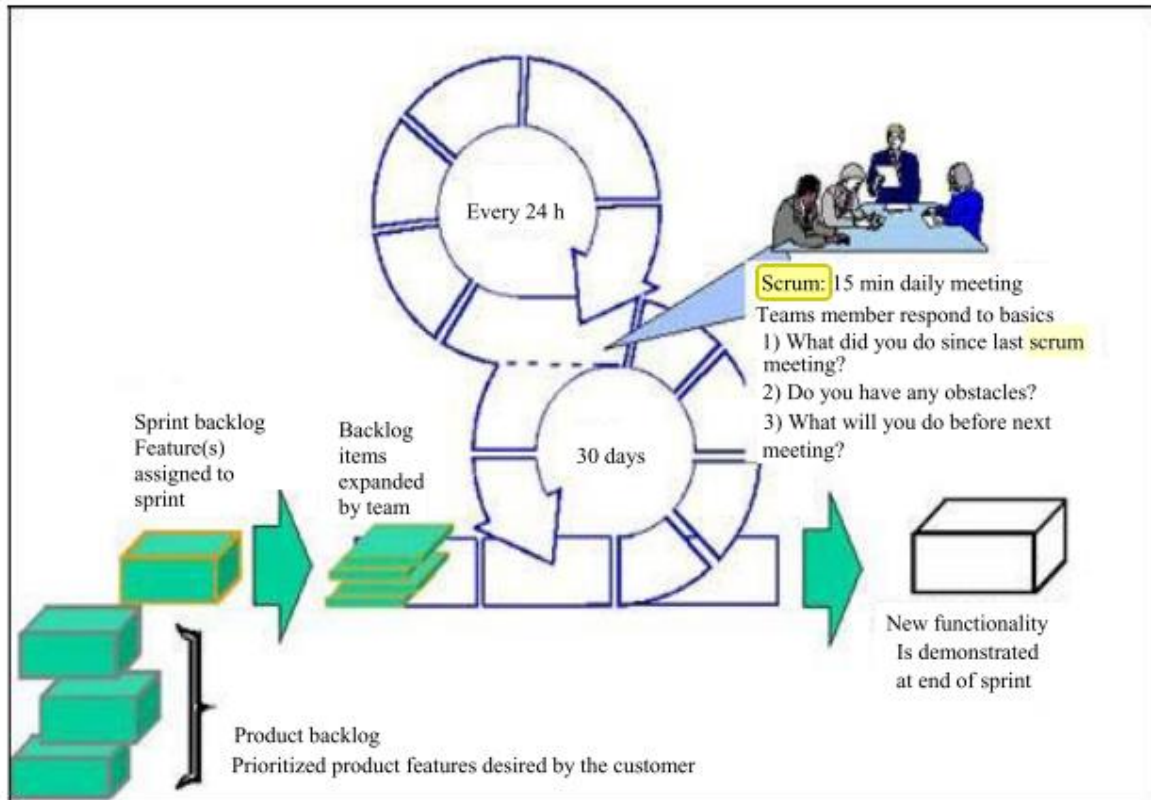 Every 24 h
Scrum: 15 min daily meeting
Teams member respond to basics
1) What did you do since last scrum
meeting?
2) Do you have any obstacles?
3) What will you do before next
meeting?
30 days
Sprint backlog
Feature(s)
assigned to
sprint
Backlog
items
expanded
by team
New functionality
Is demonstrated
at end of sprint
Product backlog
Prioritized product features desired by the customer